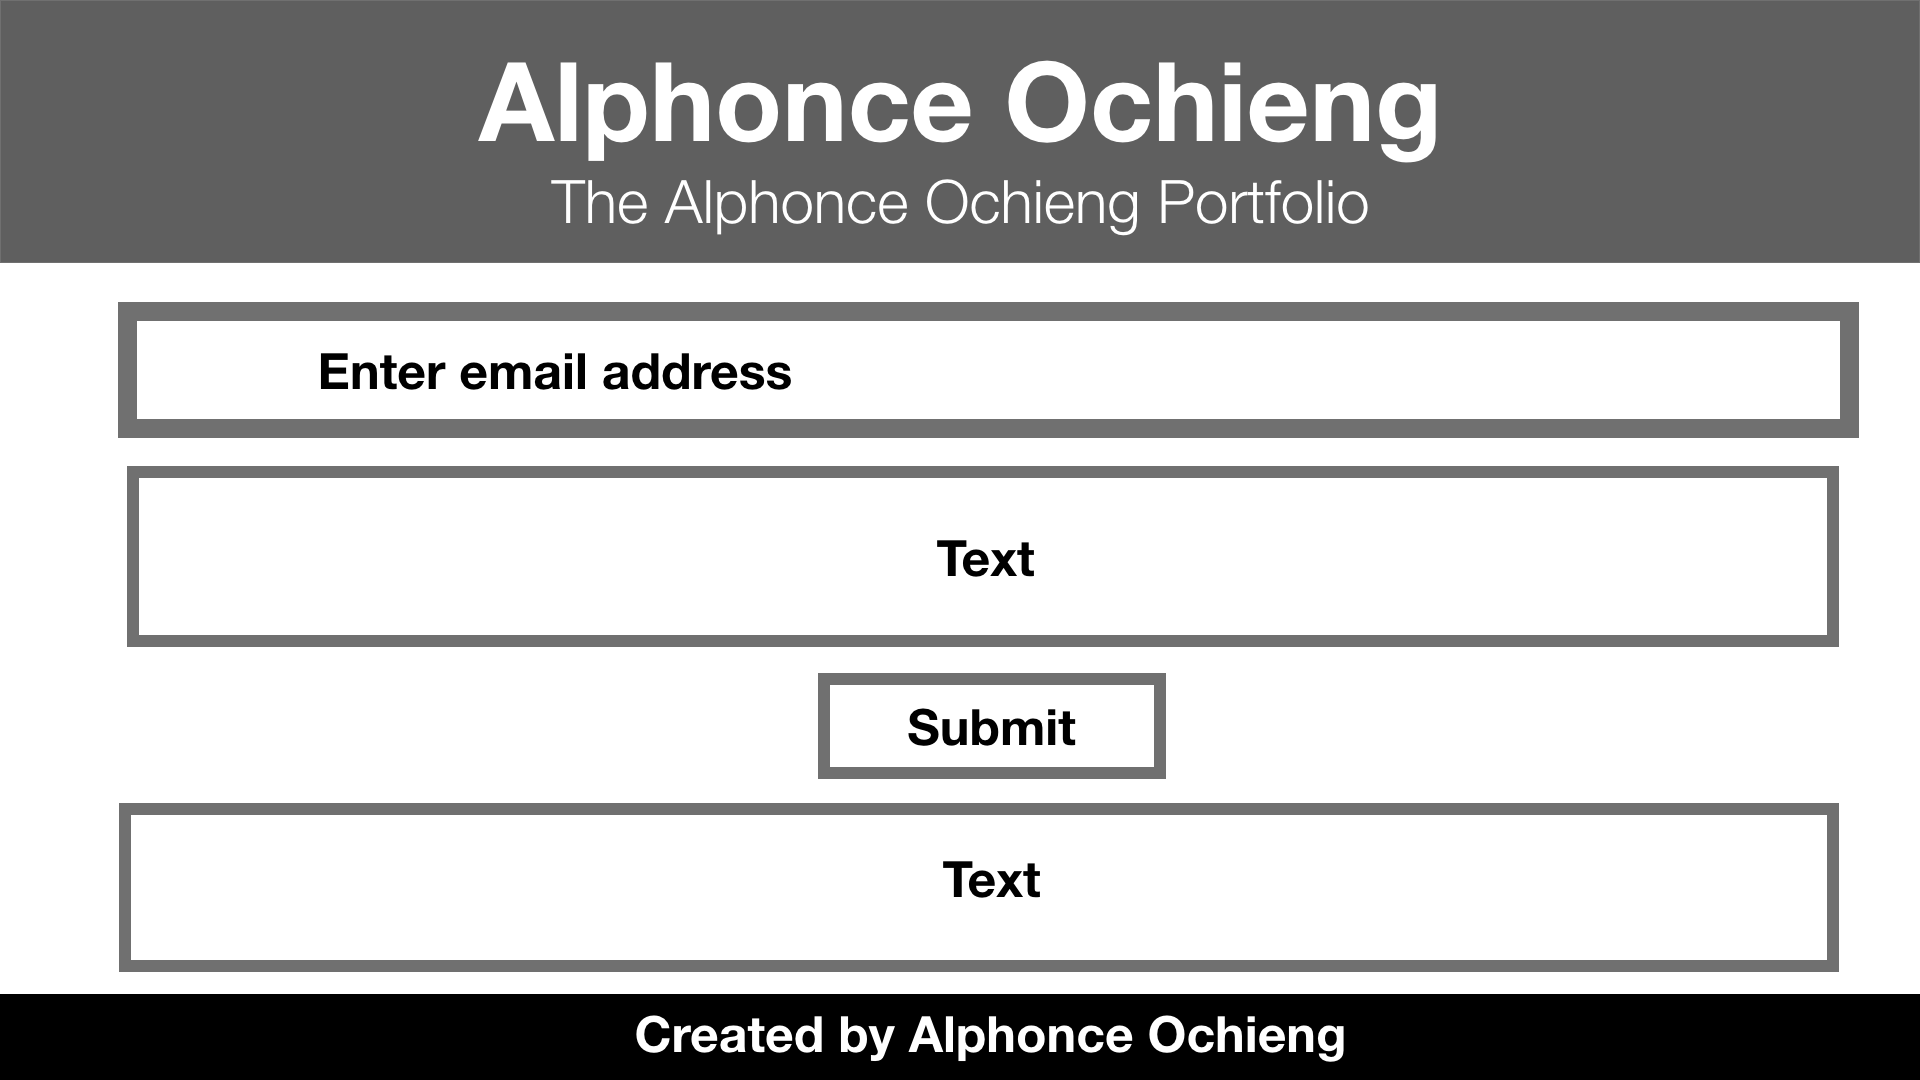 Alphonce Ochieng
The Alphonce Ochieng Portfolio
Enter email address
Text
Submit
Text
Created by Alphonce Ochieng